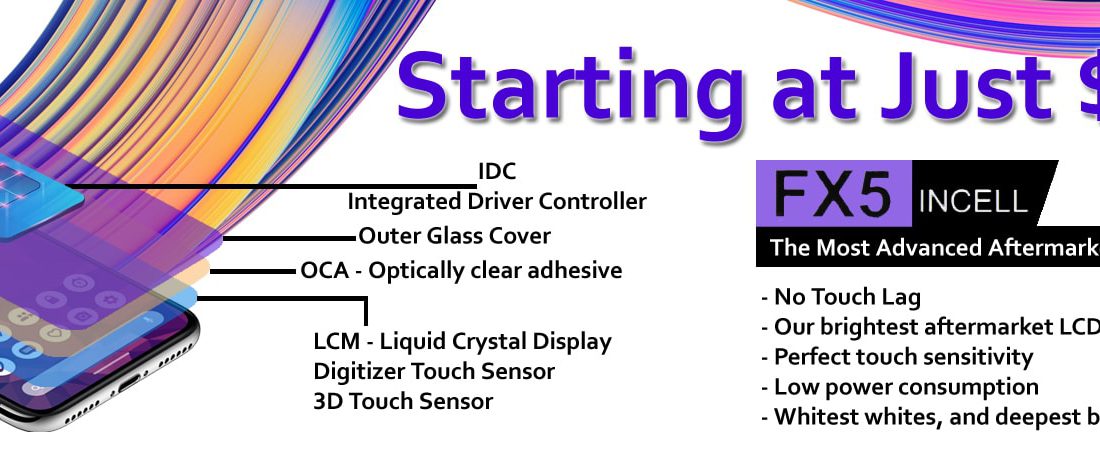 Starting at Just $
IDC
Integrated Driver Controller
Outer Glass Cover
OCA - Optically clear adhesive
LCM - Liquid Crystal Display
Digitizer Touch Sensor
3D Touch Sensor
FX5 INCELL
The Most Advanced Aftermark
- No Touch Lag
- Our brightest aftermarket LCD
- Perfect touch sensitivity
- Low power consumption
- Whitest whites, and deepest b